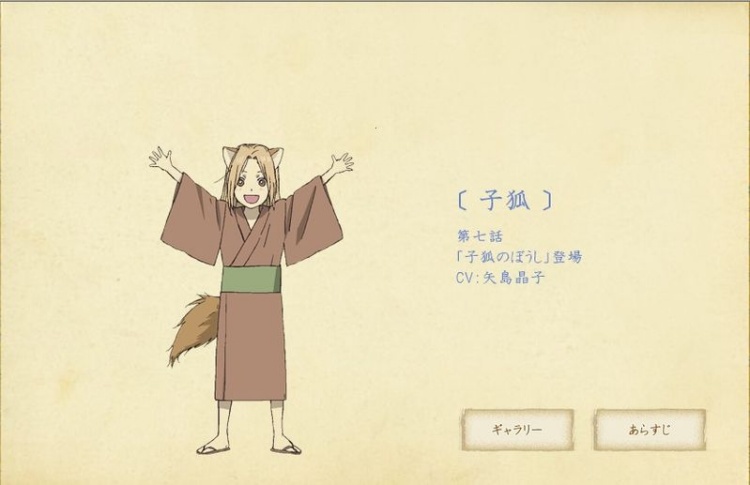 〔 子狐 〕
第七話
「子狐のぼうし」登場
CV：矢島晶子
ギャラリー
あらすじ